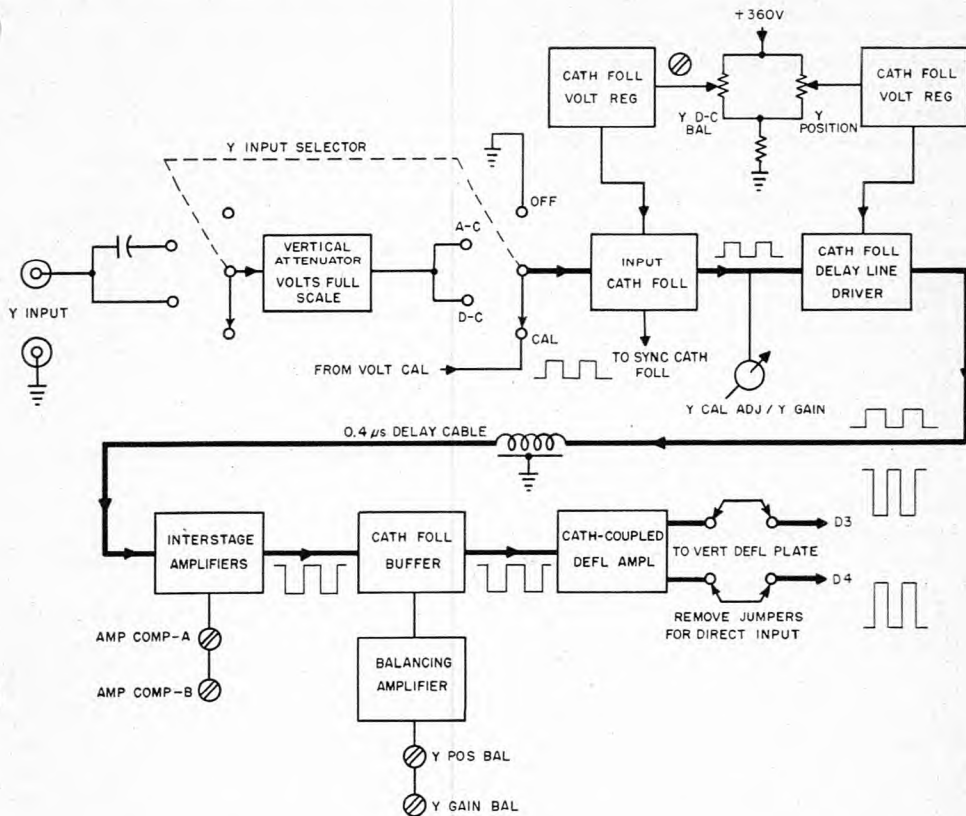 +360V
CATH FOLL
VOLT REG
Y D-C
BAL
Y
POSITION
CATH FOLL
VOLT REG
Y INPUT SELECTOR
OFF
A-C
D-C
CAL
Y INPUT
VERTICAL
ATTENUATOR
VOLTS FULL
SCALE
INPUT
CATH FOLL
CATH FOLL
DELAY LINE
DRIVER
FROM VOLT CAL
TO SYNC CATH
FOLL
Y CAL ADJ / Y GAIN
0.4 µs DELAY CABLE
INTERSTAGE
AMPLIFIERS
CATH FOLL
BUFFER
CATH-COUPLED
DEFL AMPL
D3
TO VERT DEFL PLATE
D4
REMOVE JUMPERS
FOR DIRECT INPUT
AMP COMP-A
AMP COMP-B
BALANCING
AMPLIFIER
Y POS BAL
Y GAIN BAL